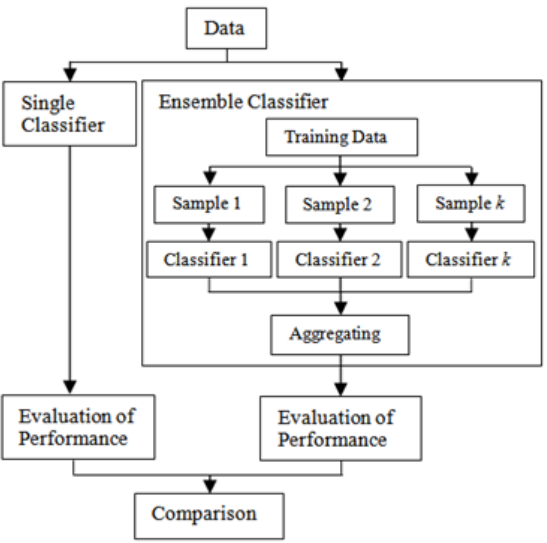 Data
Single
Classifier
Ensemble Classifier
Training Data
Sample 1
Sample 2
Sample k
Classifier 1
Classifier 2
Classifier k
Aggregating
Evaluation of
Performance
Evaluation of
Performance
Comparison